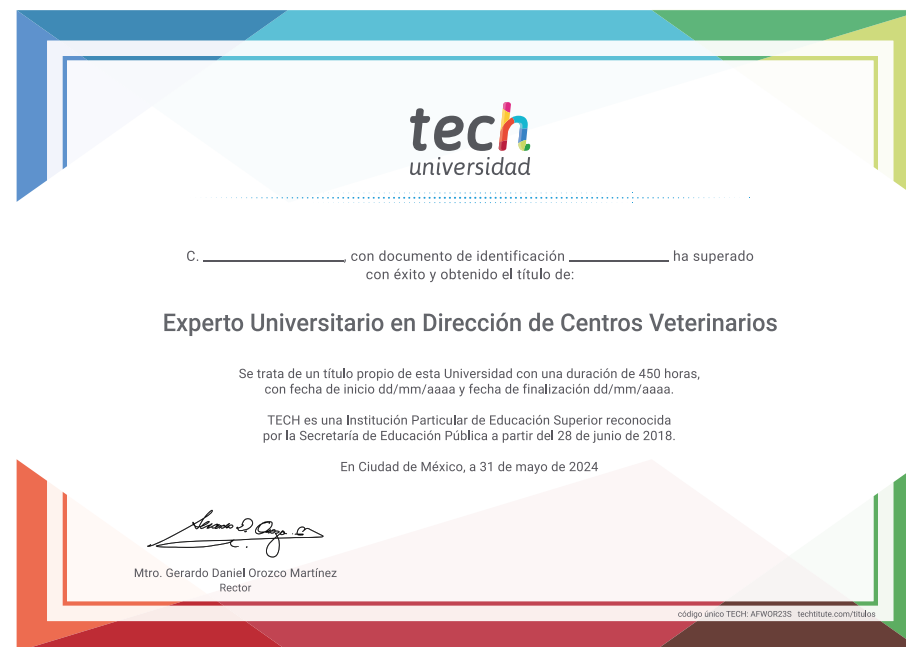 tech
universidad
C. ____________________, con documento de identificación ______________ ha superado
con éxito y obtenido el título de:
Experto Universitario en Dirección de Centros Veterinarios
Se trata de un título propio de esta Universidad con una duración de 450 horas,
con fecha de inicio dd/mm/aaaa y fecha de finalización dd/mm/aaaa.
TECH es una Institución Particular de Educación Superior reconocida
por la Secretaría de Educación Pública a partir del 28 de junio de 2018.
En Ciudad de México, a 31 de mayo de 2024
Mtro. Gerardo Daniel Orozco Martínez
Rector
código único TECH: AFWOR23S techtitute.com/titulos